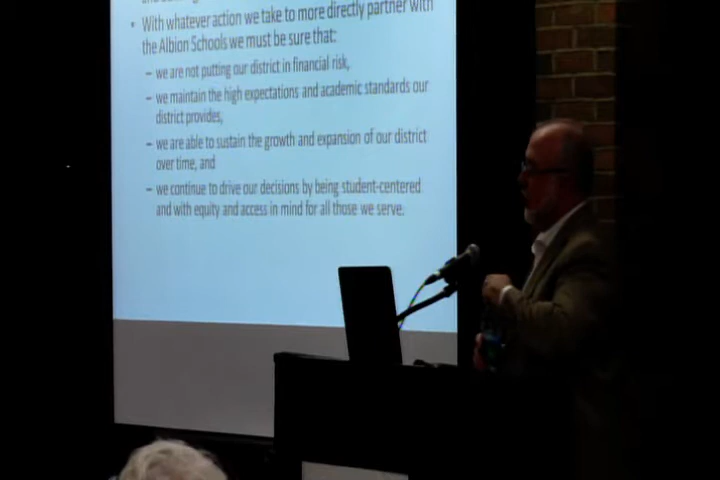 • With whatever action we take to more directly partner with
the Albion Schools we must be sure that:
– we are not putting our district in financial risk,
– we maintain the high expectations and academic standards our
district provides,
– we are able to sustain the growth and expansion of our district
over time, and
– we continue to drive our decisions by being student-centered
and with equity and access in mind for all those we serve.